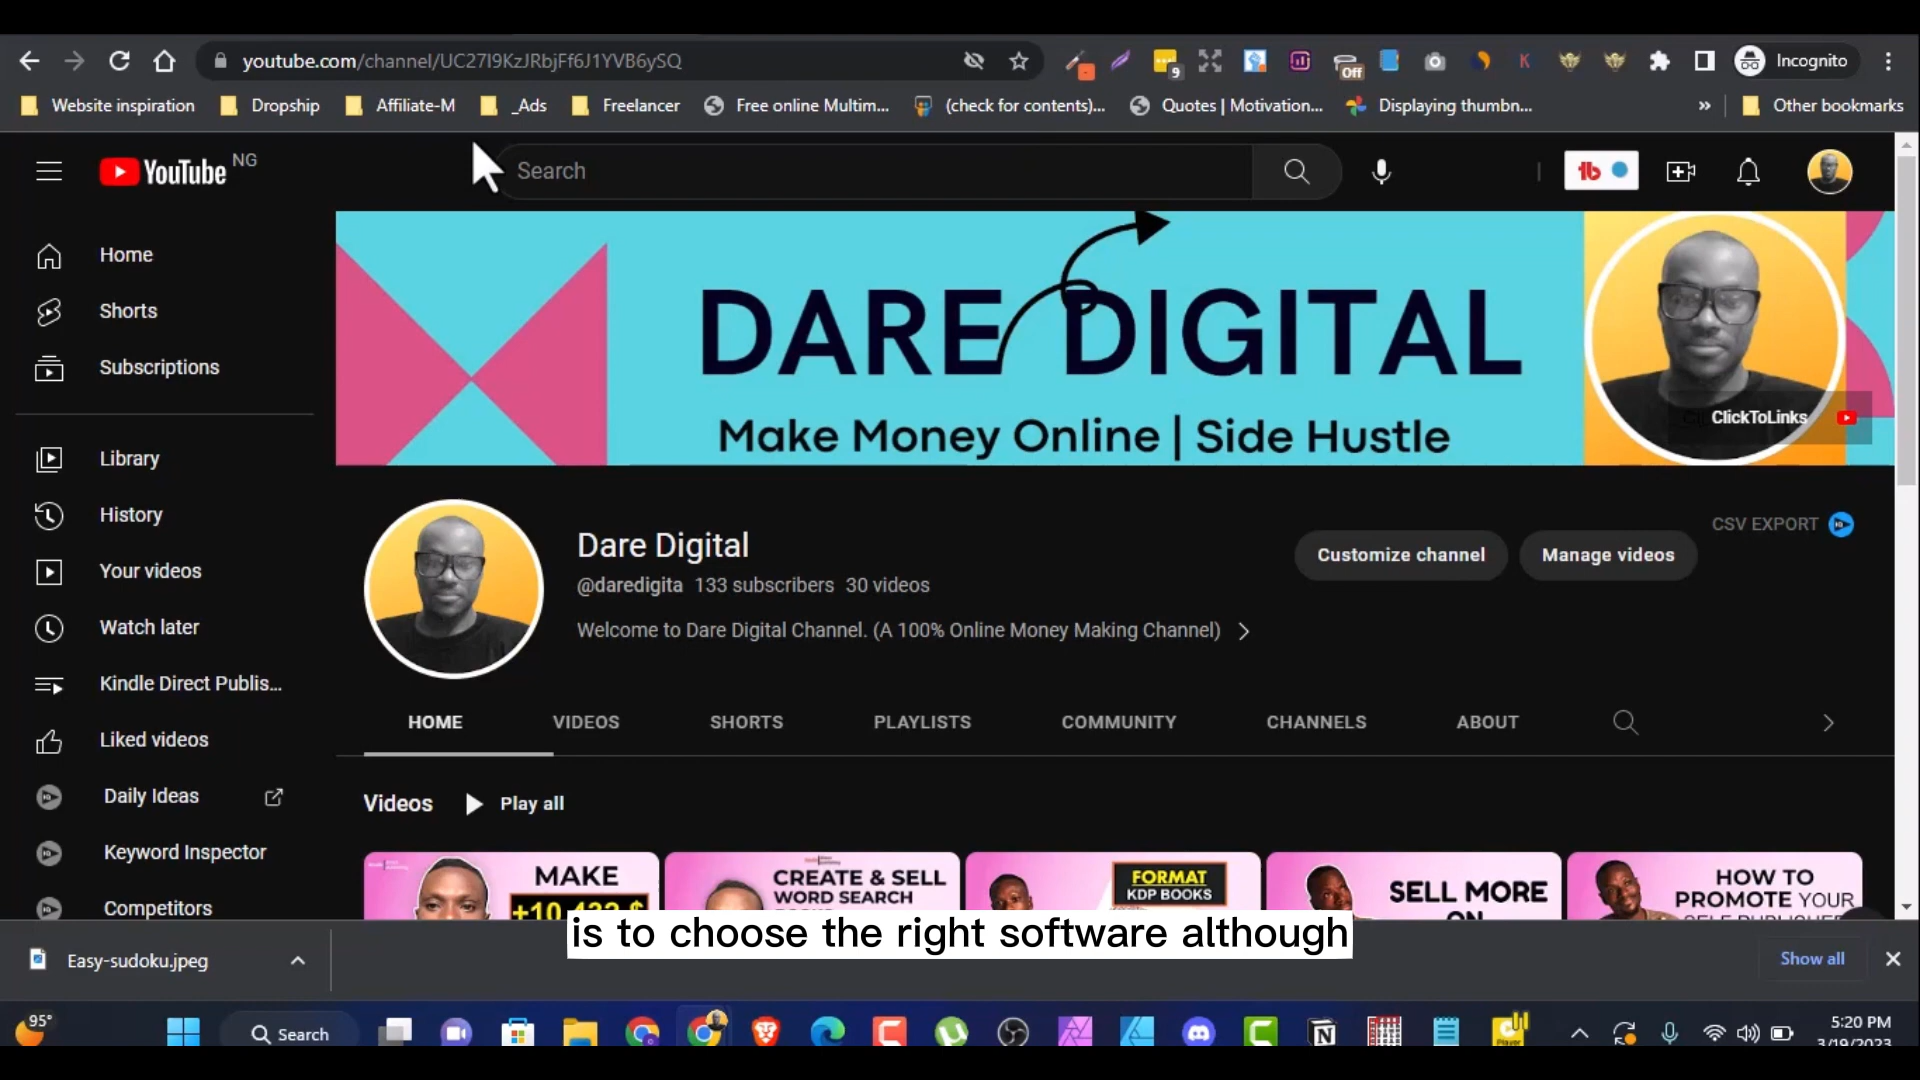 youtube.com/channel/UC27I9KzJRbjFf6J1YVB6ySQ
9
Off
Incognito
Website inspiration
Dropship
Affiliate-M
_Ads
Freelancer
Free online Multim...
(check for contents)...
Quotes | Motivation...
Displaying thumbn...
Other bookmarks
YouTube NG
Search
Home
Shorts
Subscriptions
Library
History
Your videos
Watch later
Kindle Direct Publis...
Liked videos
Daily Ideas
Keyword Inspector
Competitors
DARE DIGITAL
Make Money Online | Side Hustle
ClickToLinks
Dare Digital
@daredigita 133 subscribers 30 videos
Welcome to Dare Digital Channel. (A 100% Online Money Making Channel)
Customize channel
Manage videos
CSV EXPORT
HOME
VIDEOS
SHORTS
PLAYLISTS
COMMUNITY
CHANNELS
ABOUT
Videos
Play all
MAKE
CREATE & SELL
WORD SEARCH
FORMAT
KDP BOOKS
SELL MORE
HOW TO
PROMOTE YOUR
is to choose the right software although
Easy-sudoku.jpeg
Show all
95°
Search
5:20 PM
3/19/2023